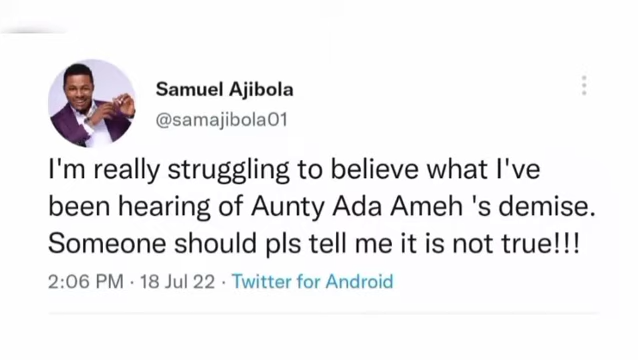 Samuel Ajibola
@samajibola01
I'm really struggling to believe what I've
been hearing of Aunty Ada Ameh 's demise.
Someone should pls tell me it is not true!!!
2:06 PM · 18 Jul 22 · Twitter for Android